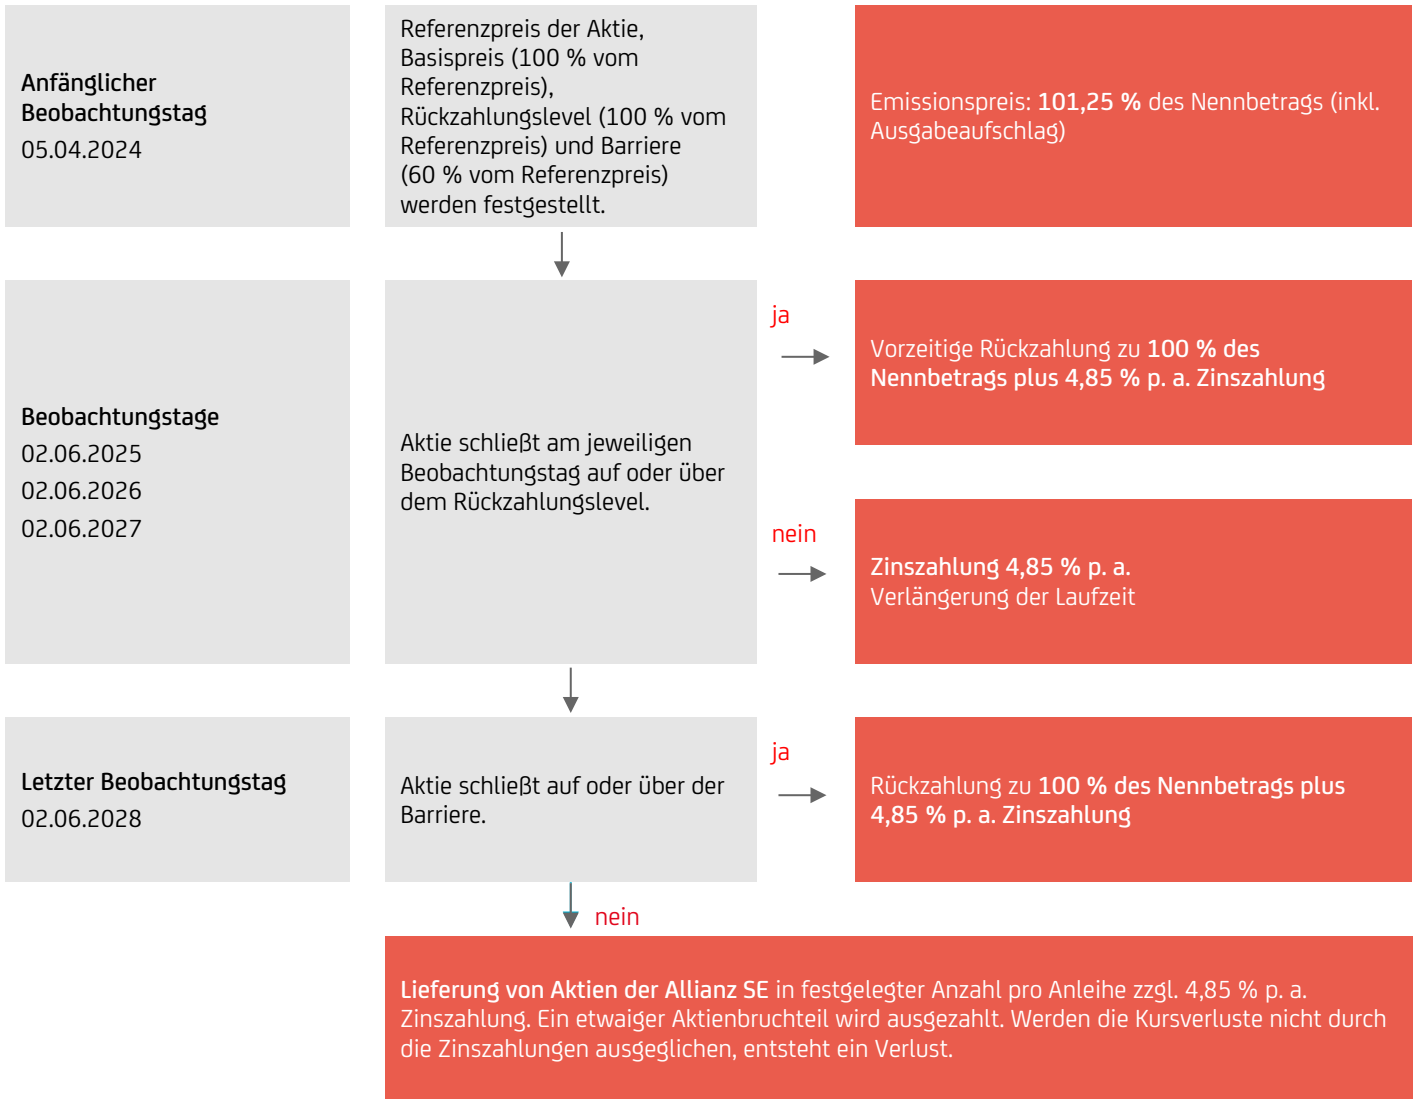 Anfänglicher
Beobachtungstag
05.04.2024
Referenzpreis der Aktie,
Basispreis (100 % vom
Referenzpreis),
Rückzahlungslevel (100 % vom
Referenzpreis) und Barriere
(60 % vom Referenzpreis)
werden festgestellt.
Emissionspreis: 101,25 % des Nennbetrags (inkl.
Ausgabeaufschlag)
Beobachtungstage
02.06.2025
02.06.2026
02.06.2027
Aktie schließt am jeweiligen
Beobachtungstag auf oder über
dem Rückzahlungslevel.
ja
Vorzeitige Rückzahlung zu 100 % des
Nennbetrags plus 4,85 % p. a. Zinszahlung
nein
Zinszahlung 4,85 % p. a.
Verlängerung der Laufzeit
Letzter Beobachtungstag
02.06.2028
Aktie schließt auf oder über der
Barriere.
ja
Rückzahlung zu 100 % des Nennbetrags plus
4,85 % p. a. Zinszahlung
nein
Lieferung von Aktien der Allianz SE in festgelegter Anzahl pro Anleihe zzgl. 4,85 % p. a.
Zinszahlung. Ein etwaiger Aktienbruchteil wird ausgezahlt. Werden die Kursverluste nicht durch
die Zinszahlungen ausgeglichen, entsteht ein Verlust.